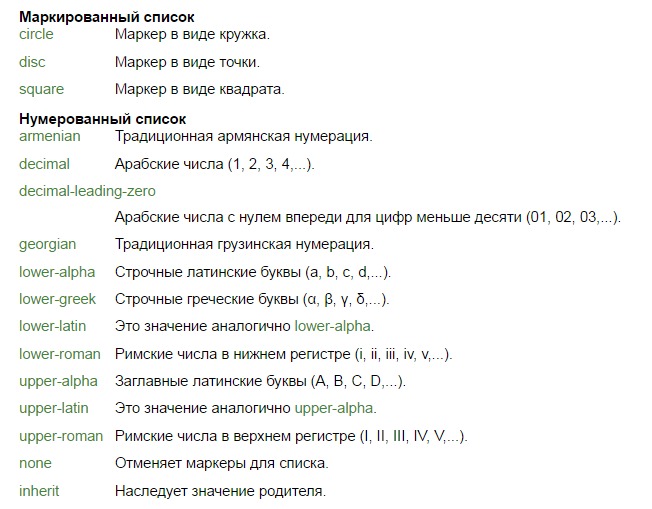 Маркированный список
circle Маркер в виде кружка.
disc Маркер в виде точки.
square Маркер в виде квадрата.
Нумерованный список
armenian Традиционная армянская нумерация.
decimal Арабские числа (1, 2, 3, 4,...).
decimal-leading-zero
Арабские числа с нулем впереди для цифр меньше десяти (01, 02, 03,...).
georgian Традиционная грузинская нумерация.
lower-alpha Строчные латинские буквы (a, b, c, d,...).
lower-greek Строчные греческие буквы (α, β, γ, δ,...).
lower-latin Это значение аналогично lower-alpha.
lower-roman Римские числа в нижнем регистре (i, ii, iii, iv, v,...).
upper-alpha Заглавные латинские буквы (A, B, C, D,...).
upper-latin Это значение аналогично upper-alpha.
upper-roman Римские числа в верхнем регистре (I, II, III, IV, V,...).
none Отменяет маркеры для списка.
inherit Наследует значение родителя.